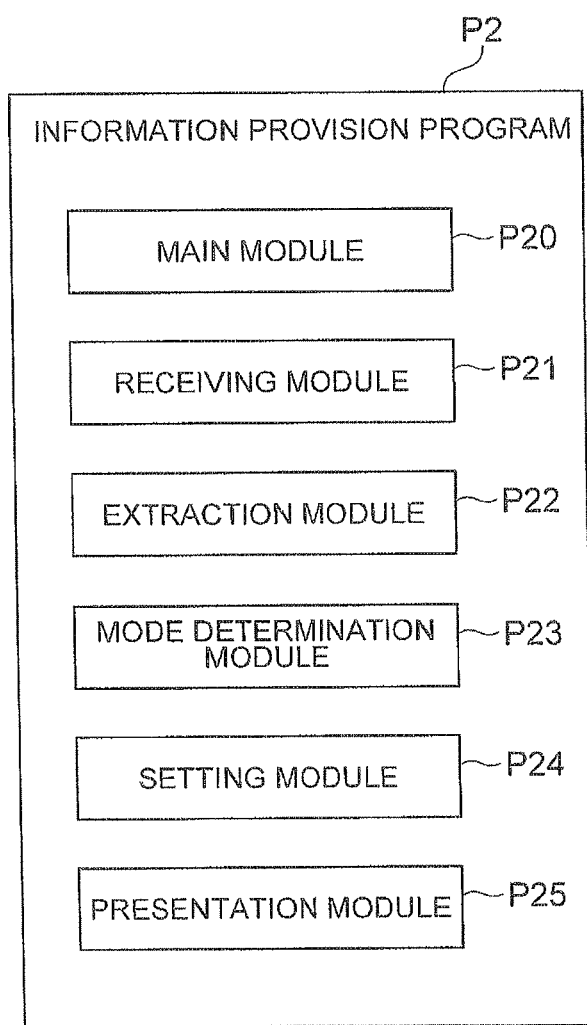 P2
INFORMATION PROVISION PROGRAM
MAIN MODULE
P20
RECEIVING MODULE
P21
EXTRACTION MODULE
P22
MODE DETERMINATION
MODULE
P23
SETTING MODULE
P24
PRESENTATION MODULE
P25